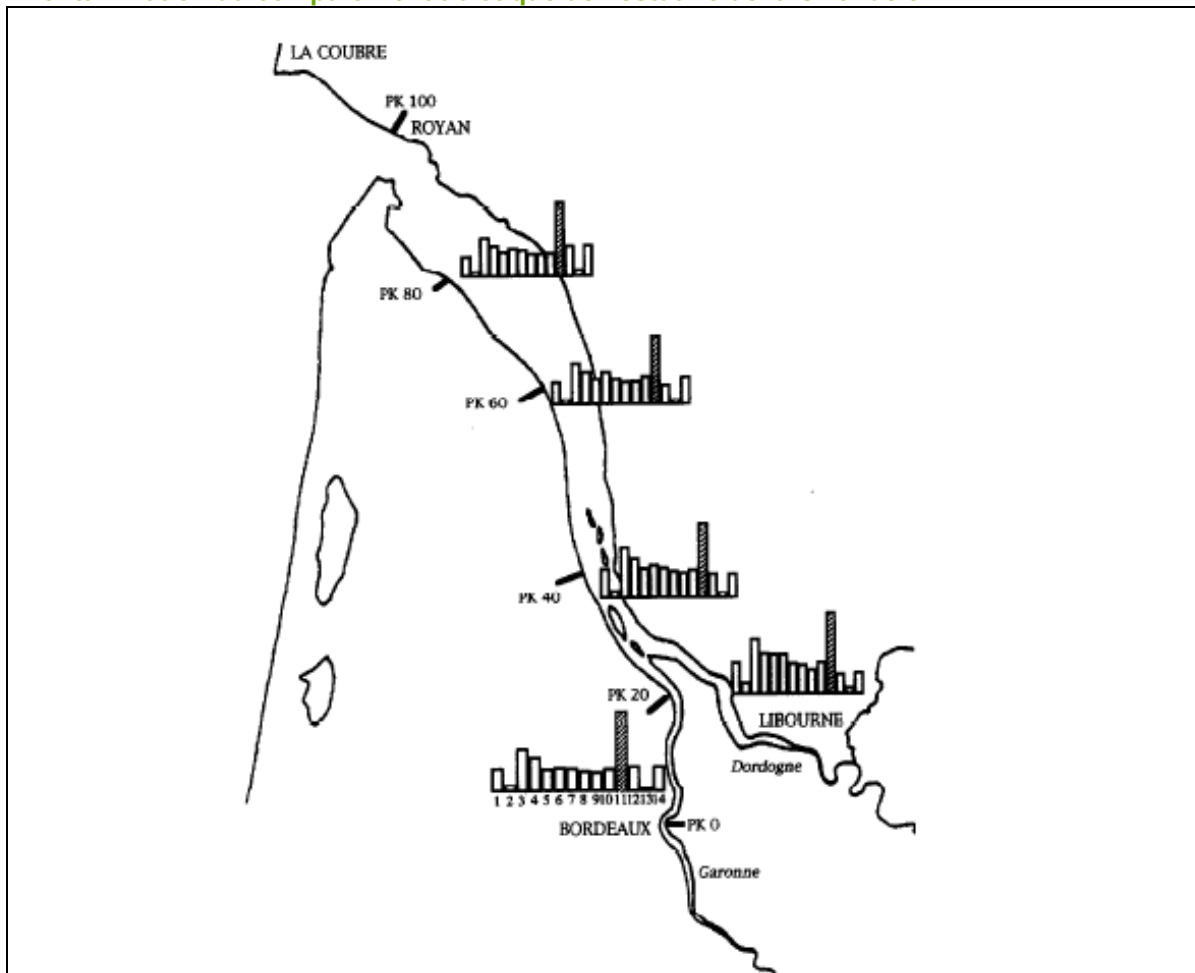 LA COUBRE
PK 100
ROYAN
PK 80
PK 60
PK 40
PK 20
LIBOURNE
Dordogne
1 2 3 4 5 6 7 8 9 10 11 12 13 14
BORDEAUX
PK 0
Garonne